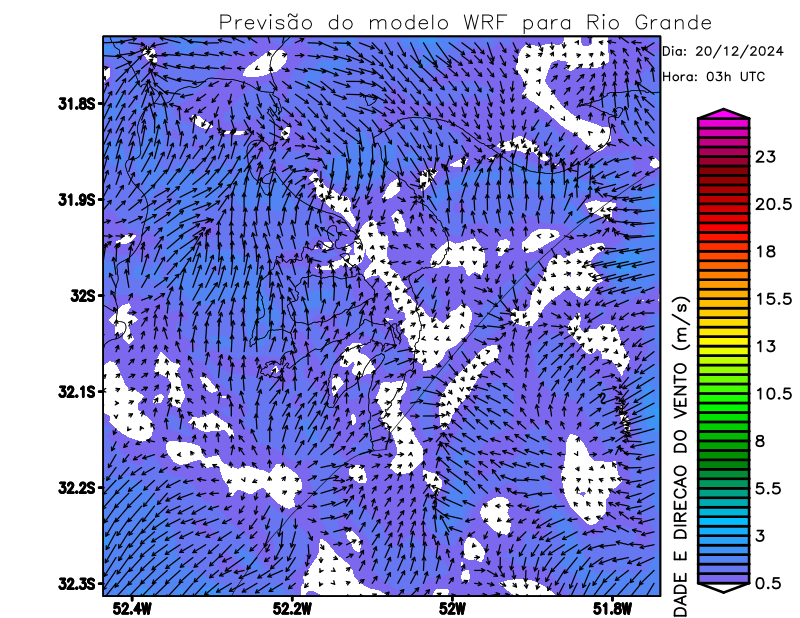 Previsão do modelo WRF para Rio Grande
Dia: 20/12/2024
Hora: 03h UTC
31.8S
31.9S
32S
32.1S
32.2S
32.3S
52.4W
52.2W
52W
51.8W
23
20.5
18
15.5
13
10.5
8
5.5
3
0.5
DADE E DIRECAO DO VENTO (m/s)